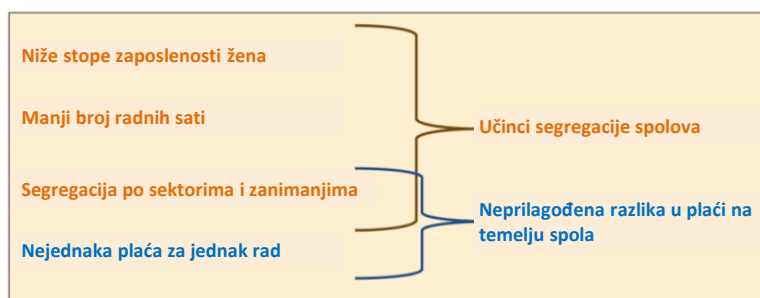 Niže stope zaposlenosti žena
Manji broj radnih sati
Učinci segregacije spolova
Segregacija po sektorima i zanimanjima
Neprilagođena razlika u plaći na
temelju spola
Nejednaka plaća za jednak rad